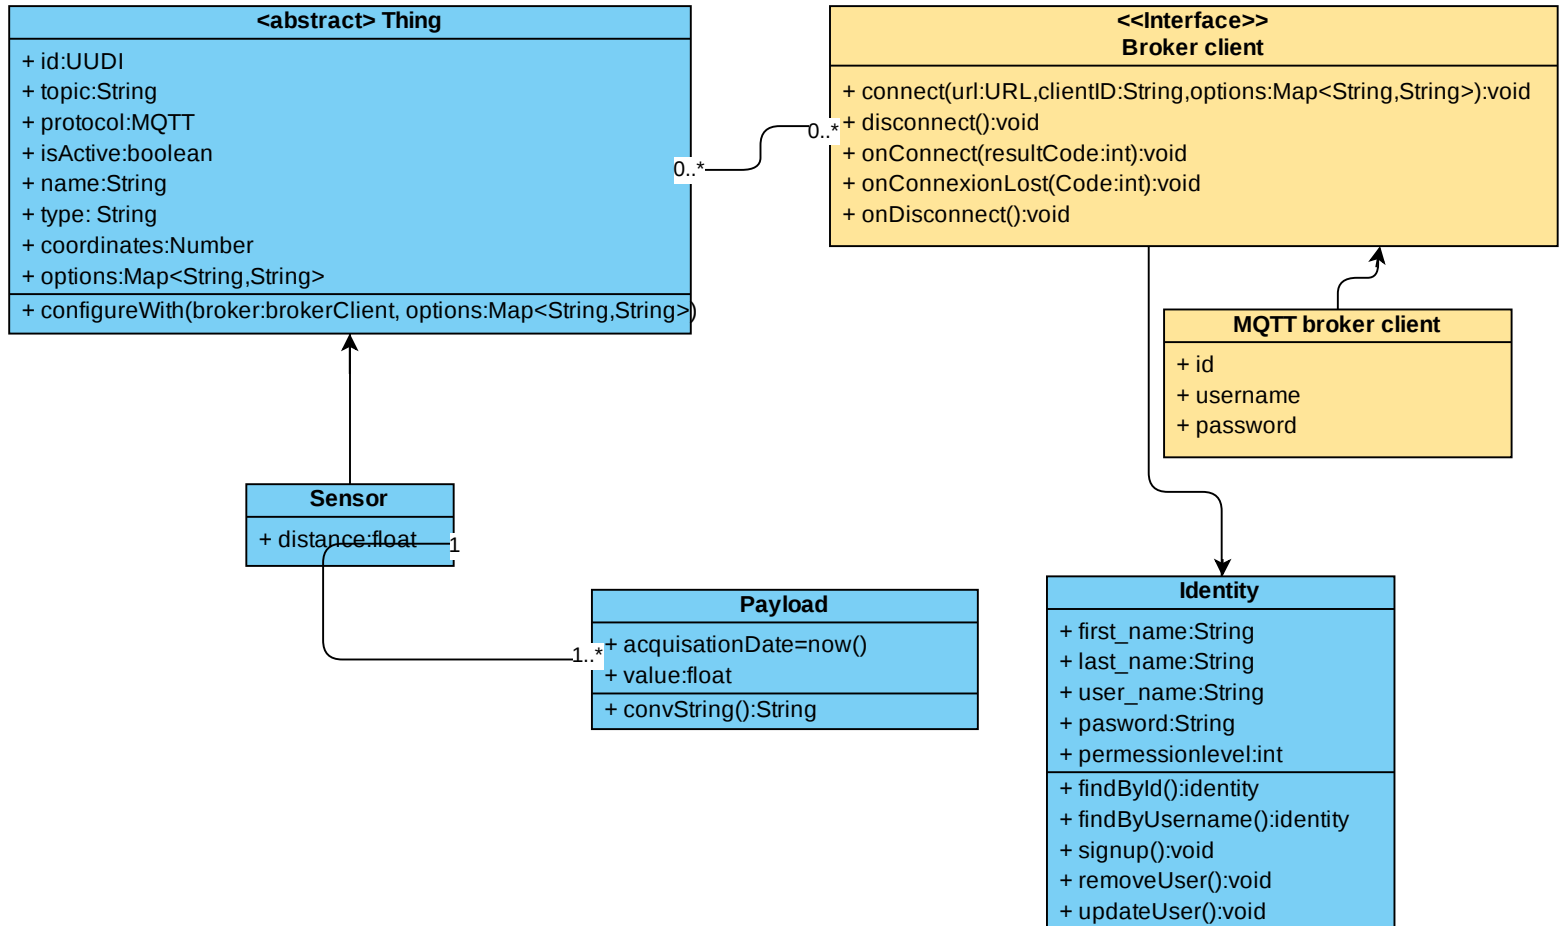 <abstract> Thing
+ id:UUDI
+ topic:String
+ protocol:MQTT
+ isActive:boolean
+ name:String
+ type: String
+ coordinates:Number
+ options:Map<String,String>
+ configureWith(broker:brokerClient, options:Map<String,String>)
0..*
0..*
<<Interface>>
Broker client
+ connect(url:URL,clientID:String,options:Map<String,String>):void
+ disconnect():void
+ onConnect(resultCode:int):void
+ onConnexionLost(Code:int):void
+ onDisconnect():void
MQTT broker client
+ id
+ username
+ password
Sensor
+ distance:float
1
1..*
Payload
+ acquisationDate=now()
+ value:float
+ convString():String
Identity
+ first_name:String
+ last_name:String
+ user_name:String
+ pasword:String
+ permessionlevel:int
+ findById():identity
+ findByUsername():identity
+ signup():void
+ removeUser():void
+ updateUser():void